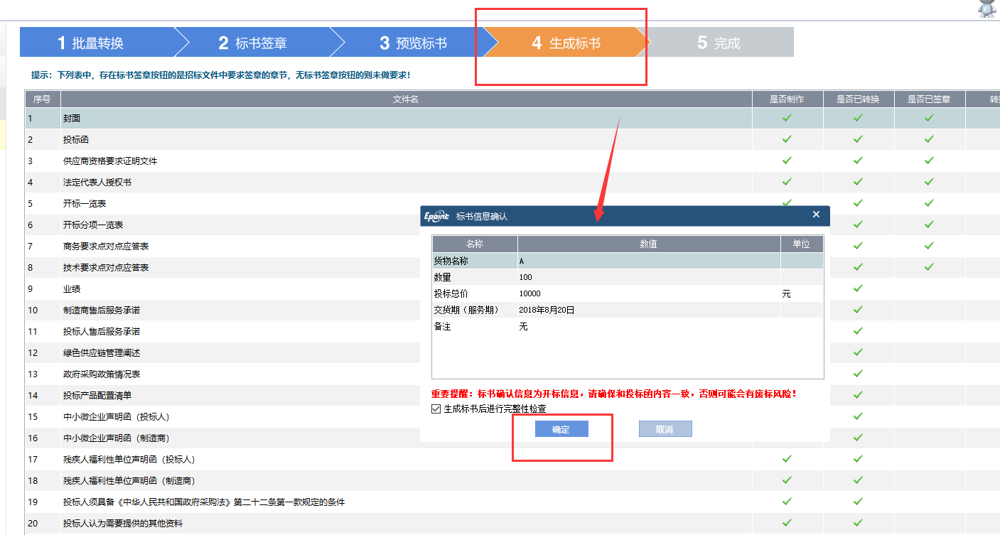 1 批量转换 2 标书签章 3 预览标书 4 生成标书 5 完成
提示：下列表中，存在标书签章按钮的是招标文件中要求签章的章节，无标书签章按钮的则未做要求！
序号 文件名 是否制作 是否已转换 是否已签章
1 封面
2 投标函
3 供应商资格要求证明文件
4 法定代表人授权书
5 开标一览表
6 开标分项一览表
7 商务要求点对点应答表
8 技术要求点对点应答表
9 业绩
10 制造商售后服务承诺
11 投标人售后服务承诺
12 绿色供应链管理阐述
13 政府采购政策情况表
14 投标产品配置清单
15 中小微企业声明函（投标人）
16 中小微企业声明函（制造商）
17 残疾人福利性单位声明函（投标人）
18 残疾人福利性单位声明函（制造商）
19 投标人须具备《中华人民共和国政府采购法》第二十二条第一款规定的条件
20 投标人认为需要提供的其他资料
Epoint 标书信息确认
名称 数值 单位
货物名称 A
数量 100
投标总价 10000 元
交货期（服务期） 2018年8月20日
备注 无
重要提醒：标书确认信息为开标信息，请确保和投标函内容一致，否则可能会有废标风险！
生成标书后进行完整性检查
确定 取消